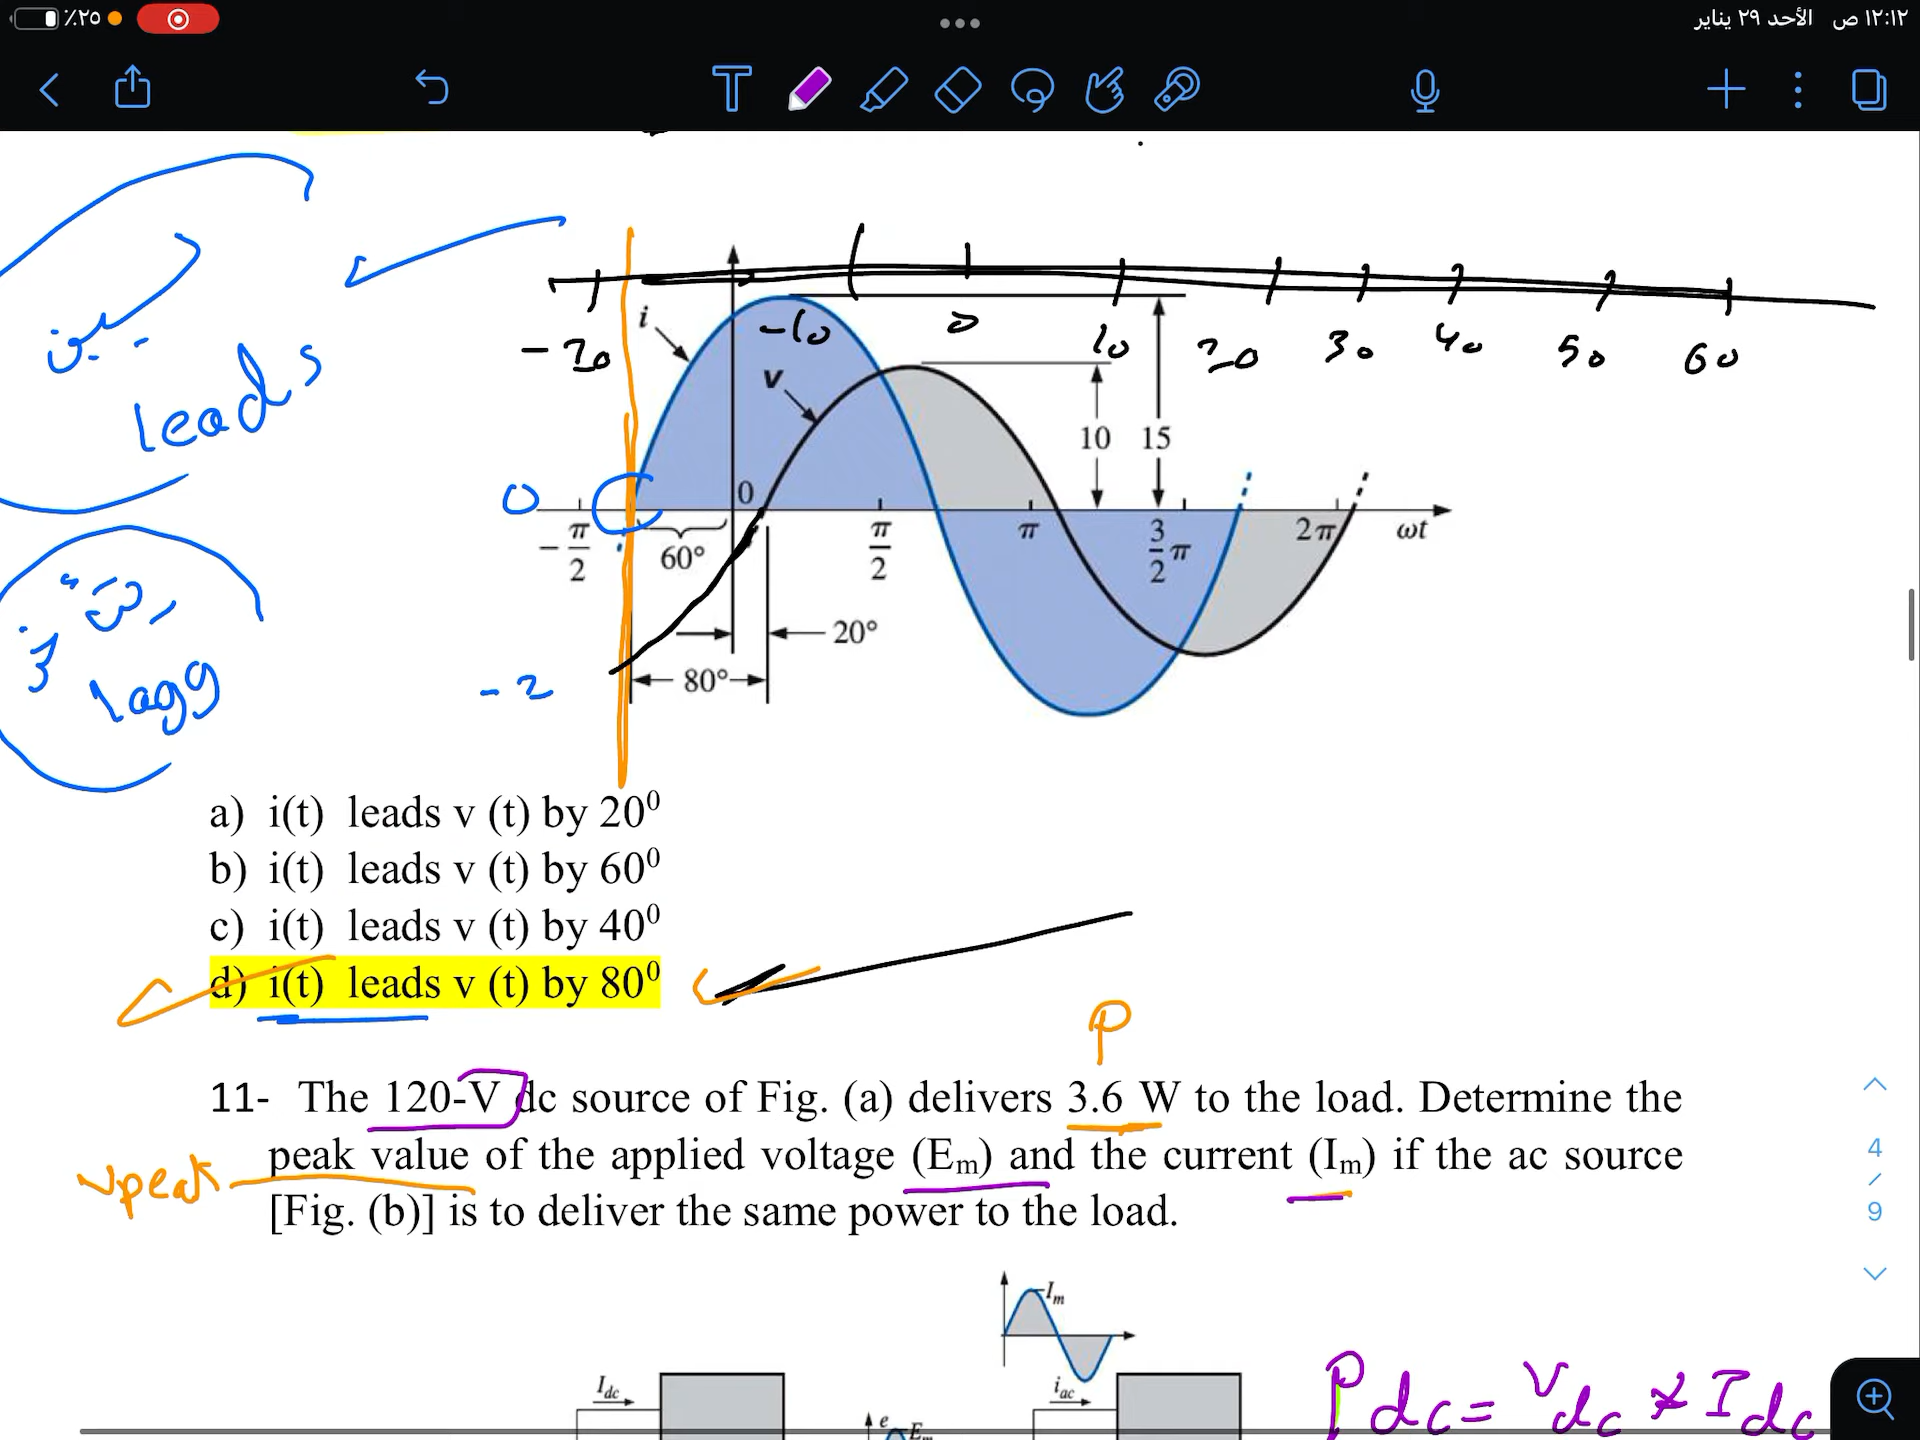 ٪٢٥
١٢:١٢ ص الأحد ٢٩ يناير
leads
lagg
-20 -10 0 10 20 30 40 50 60
i
v
10 15
0
0
-π/2 60° π/2 π 3/2 π 2π ωt
20°
80°
-2
a) i(t) leads v (t) by 20⁰
b) i(t) leads v (t) by 60⁰
c) i(t) leads v (t) by 40⁰
d) i(t) leads v (t) by 80⁰
P
11- The 120-V dc source of Fig. (a) delivers 3.6 W to the load. Determine the
peak value of the applied voltage (Em) and the current (Im) if the ac source
[Fig. (b)] is to deliver the same power to the load.
Vpeak
4
/
9
Im
Idc
iac
e
Em
Pdc = Vdc * Idc